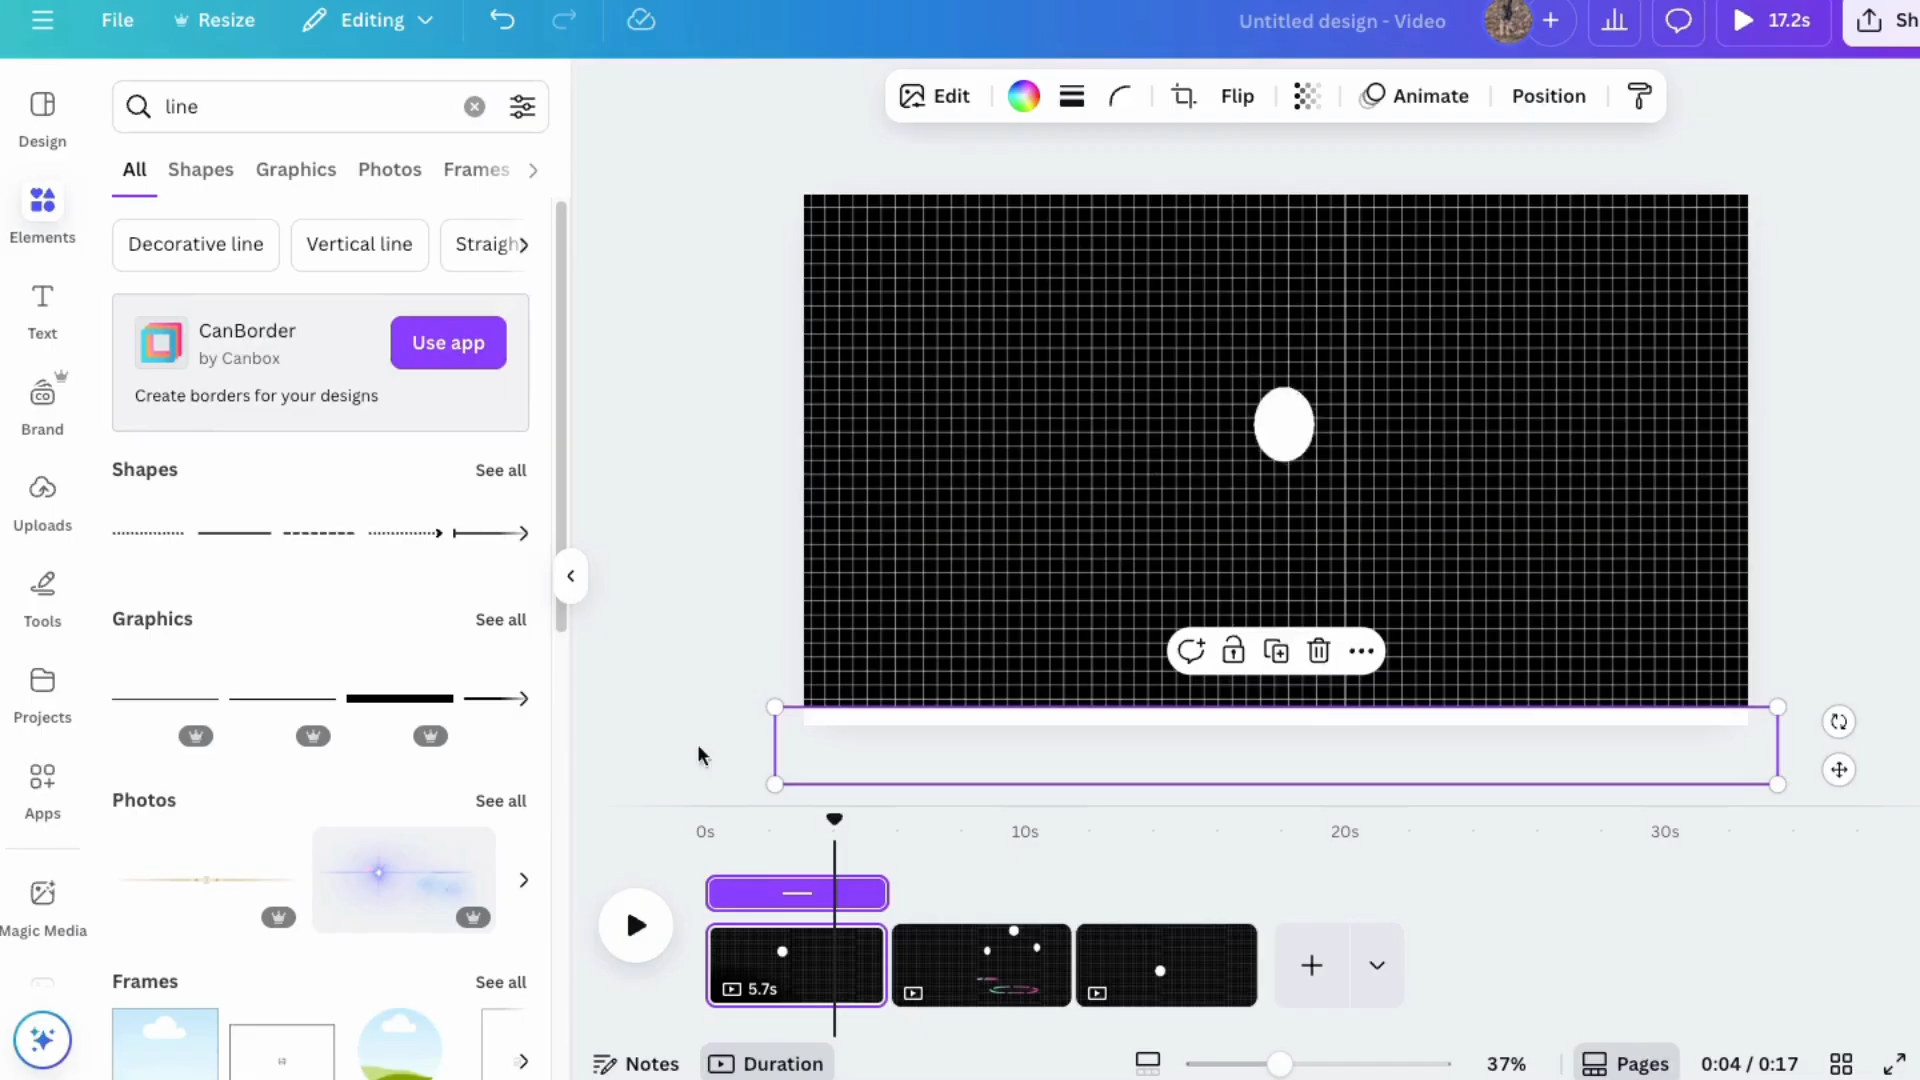 File
Resize
Editing
Untitled design - Video
17.2s
Sh
Design
Elements
Text
Brand
Uploads
Tools
Projects
Apps
Magic Media
line
All
Shapes
Graphics
Photos
Frames
Decorative line
Vertical line
Straigh
CanBorder
by Canbox
Use app
Create borders for your designs
Shapes
See all
Graphics
See all
Photos
See all
Frames
See all
Edit
Flip
Animate
Position
0s
10s
20s
30s
5.7s
Notes
Duration
37%
Pages
0:04 / 0:17